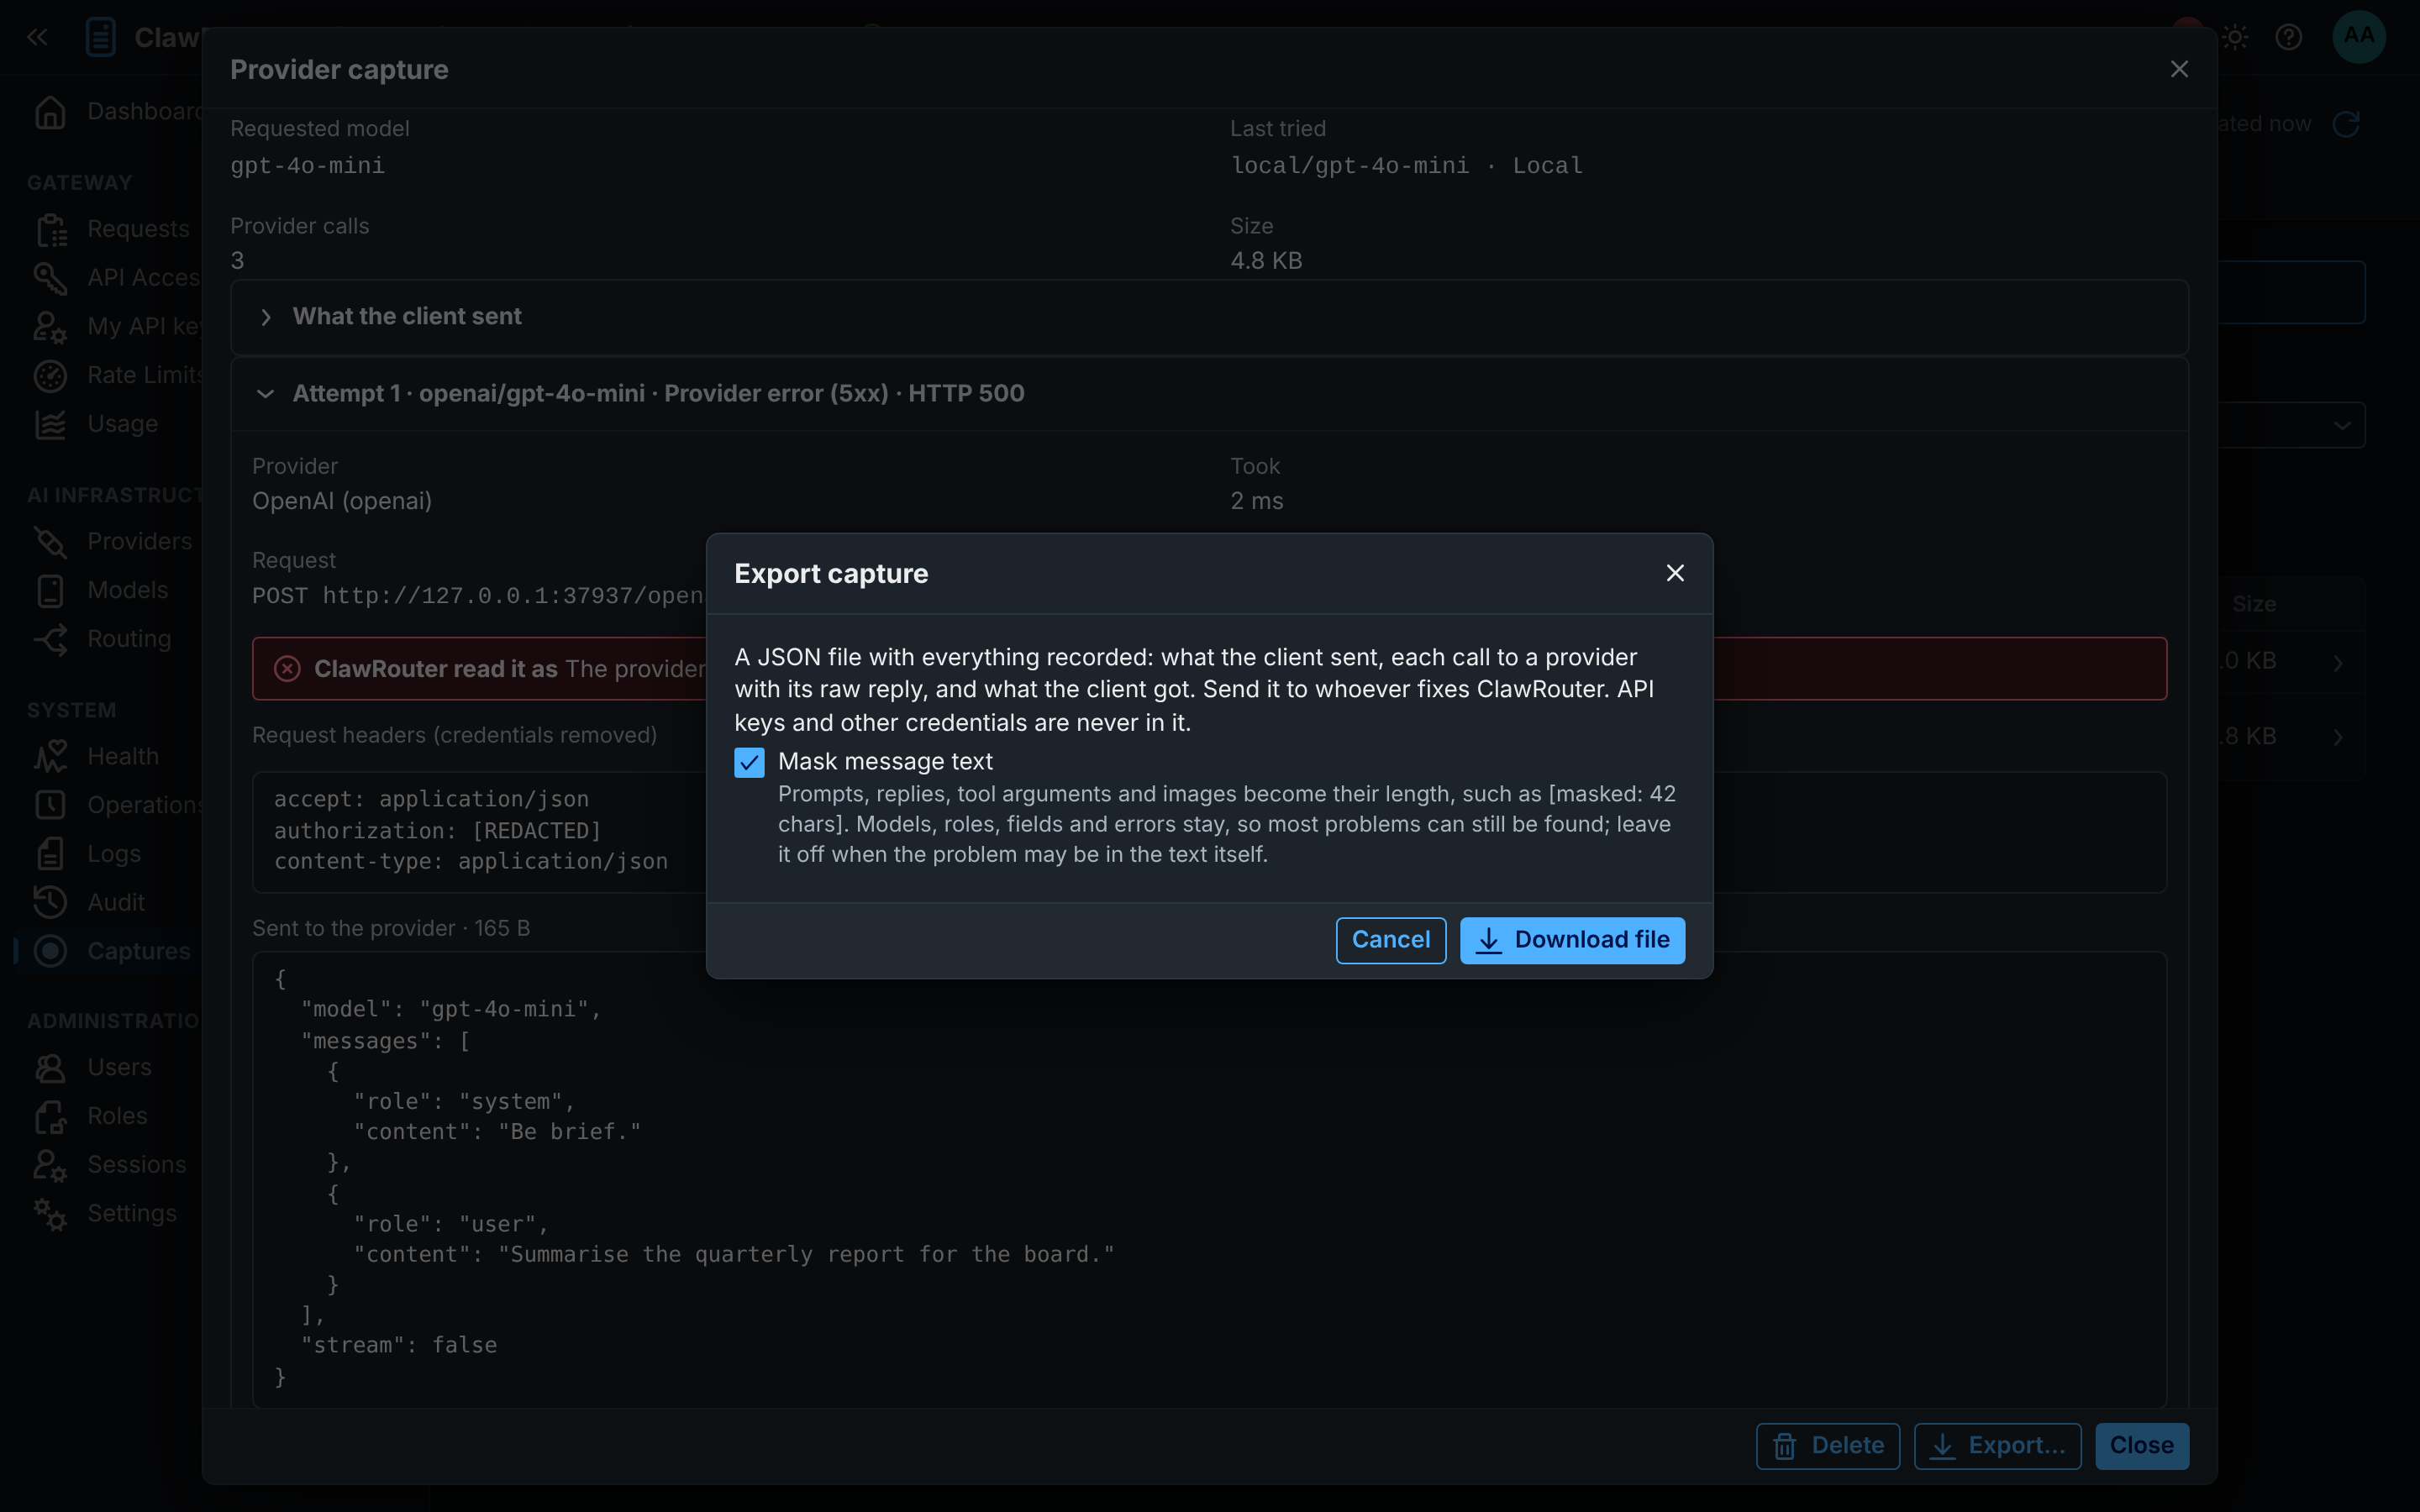 Provider capture
AA
Dashboard
ated now
Requested model
gpt-4o-mini
Last tried
local/gpt-4o-mini · Local
GATEWAY
Requests
API Acces
My API key
Rate Limits
Usage
Provider calls
3
Size
4.8 KB
What the client sent
Attempt 1 · openai/gpt-4o-mini · Provider error (5xx) · HTTP 500
Provider
OpenAI (openai)
Took
2 ms
AI INFRASTRUCT
Providers
Models
Routing
Request
POST http://127.0.0.1:37937/open
ClawRouter read it as The provider
Size
.0 KB
.8 KB
SYSTEM
Health
Operations
Logs
Audit
Captures
Request headers (credentials removed)
accept: application/json
authorization: [REDACTED]
content-type: application/json
Sent to the provider · 165 B
Export capture
A JSON file with everything recorded: what the client sent, each call to a provider
with its raw reply, and what the client got. Send it to whoever fixes ClawRouter. API
keys and other credentials are never in it.
Mask message text
Prompts, replies, tool arguments and images become their length, such as [masked: 42
chars]. Models, roles, fields and errors stay, so most problems can still be found; leave
it off when the problem may be in the text itself.
Cancel
Download file
ADMINISTRATIO
Users
Roles
Sessions
Settings
{
"model": "gpt-4o-mini",
"messages": [
{
"role": "system",
"content": "Be brief."
},
{
"role": "user",
"content": "Summarise the quarterly report for the board."
}
],
"stream": false
}
Delete
Export...
Close